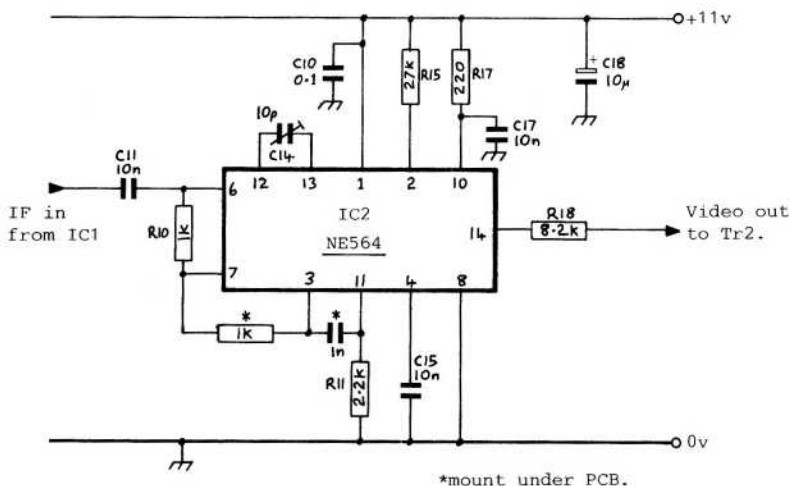 +11v
C10
0.1
27k
R15
220
R17
+
C18
10μ
10p
C14
C17
10n
C11
10n
12
13
1
2
10
6
IF in
from IC1
R10
1k
IC2
NE564
14
R18
8.2k
Video out
to Tr2.
7
3
11
4
8
*
1k
*
1n
R11
2.2k
C15
10n
0v
*mount under PCB.